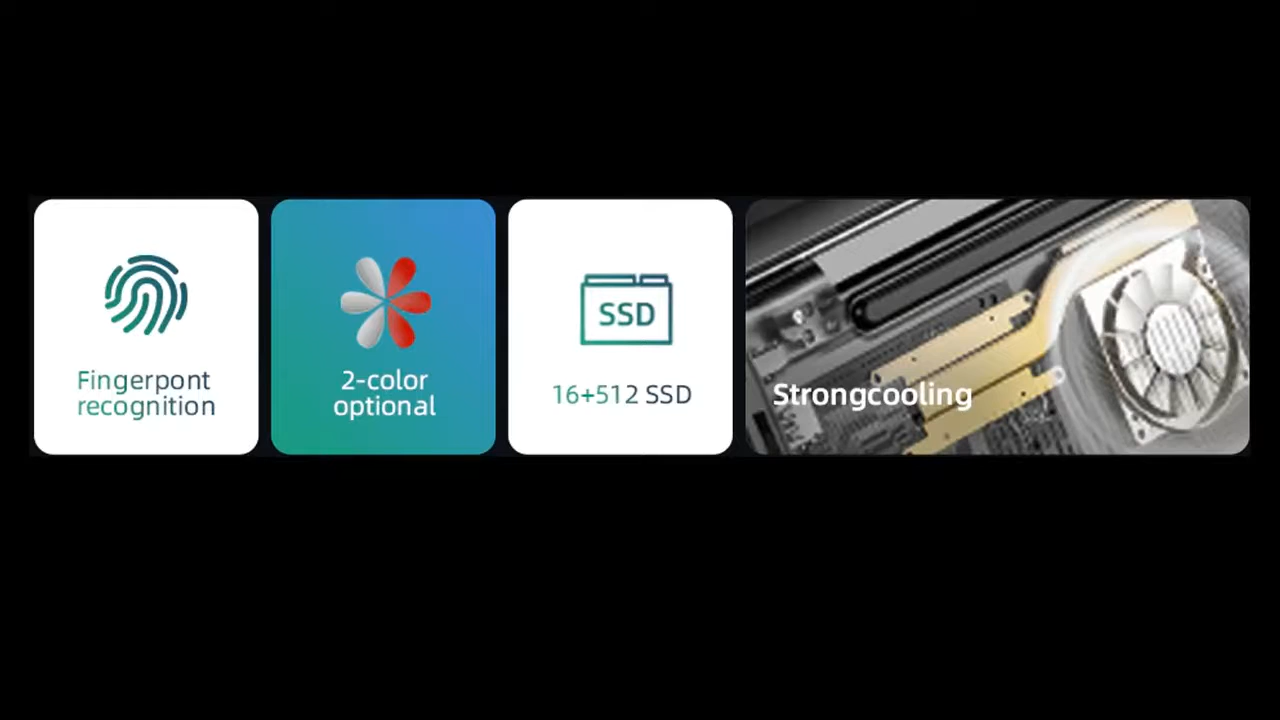 Fingerpont
recognition
2-color
optional
SSD
16+512 SSD
Strongcooling